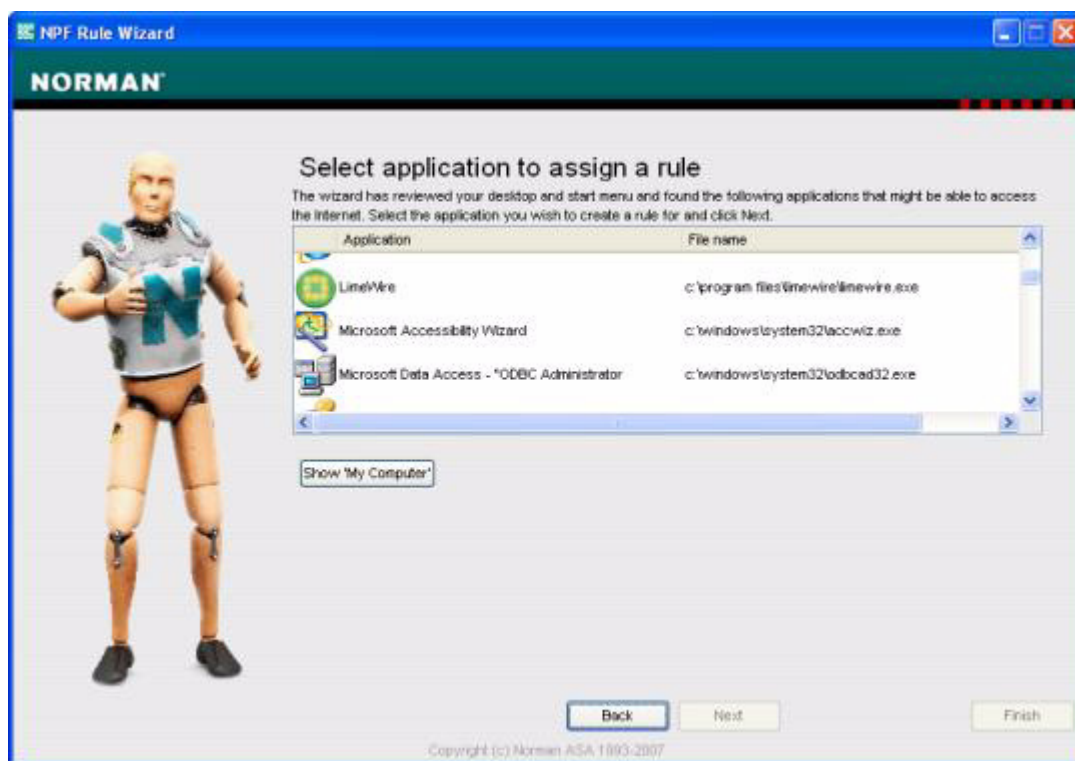 NPF Rule Wizard
NORMAN
Select application to assign a rule
The wizard has reviewed your desktop and start menu and found the following applications that might be able to access
the Internet. Select the application you wish to create a rule for and click Next.
Application File name
LimeWire c:\program files\limewire\limewire.exe
Microsoft Accessibility Wizard c:\windows\system32\accwiz.exe
Microsoft Data Access - "ODBC Administrator c:\windows\system32\odbcad32.exe
Show 'My Computer'
N
Back Next Finish
Copyright (c) Norman ASA 1993-2007